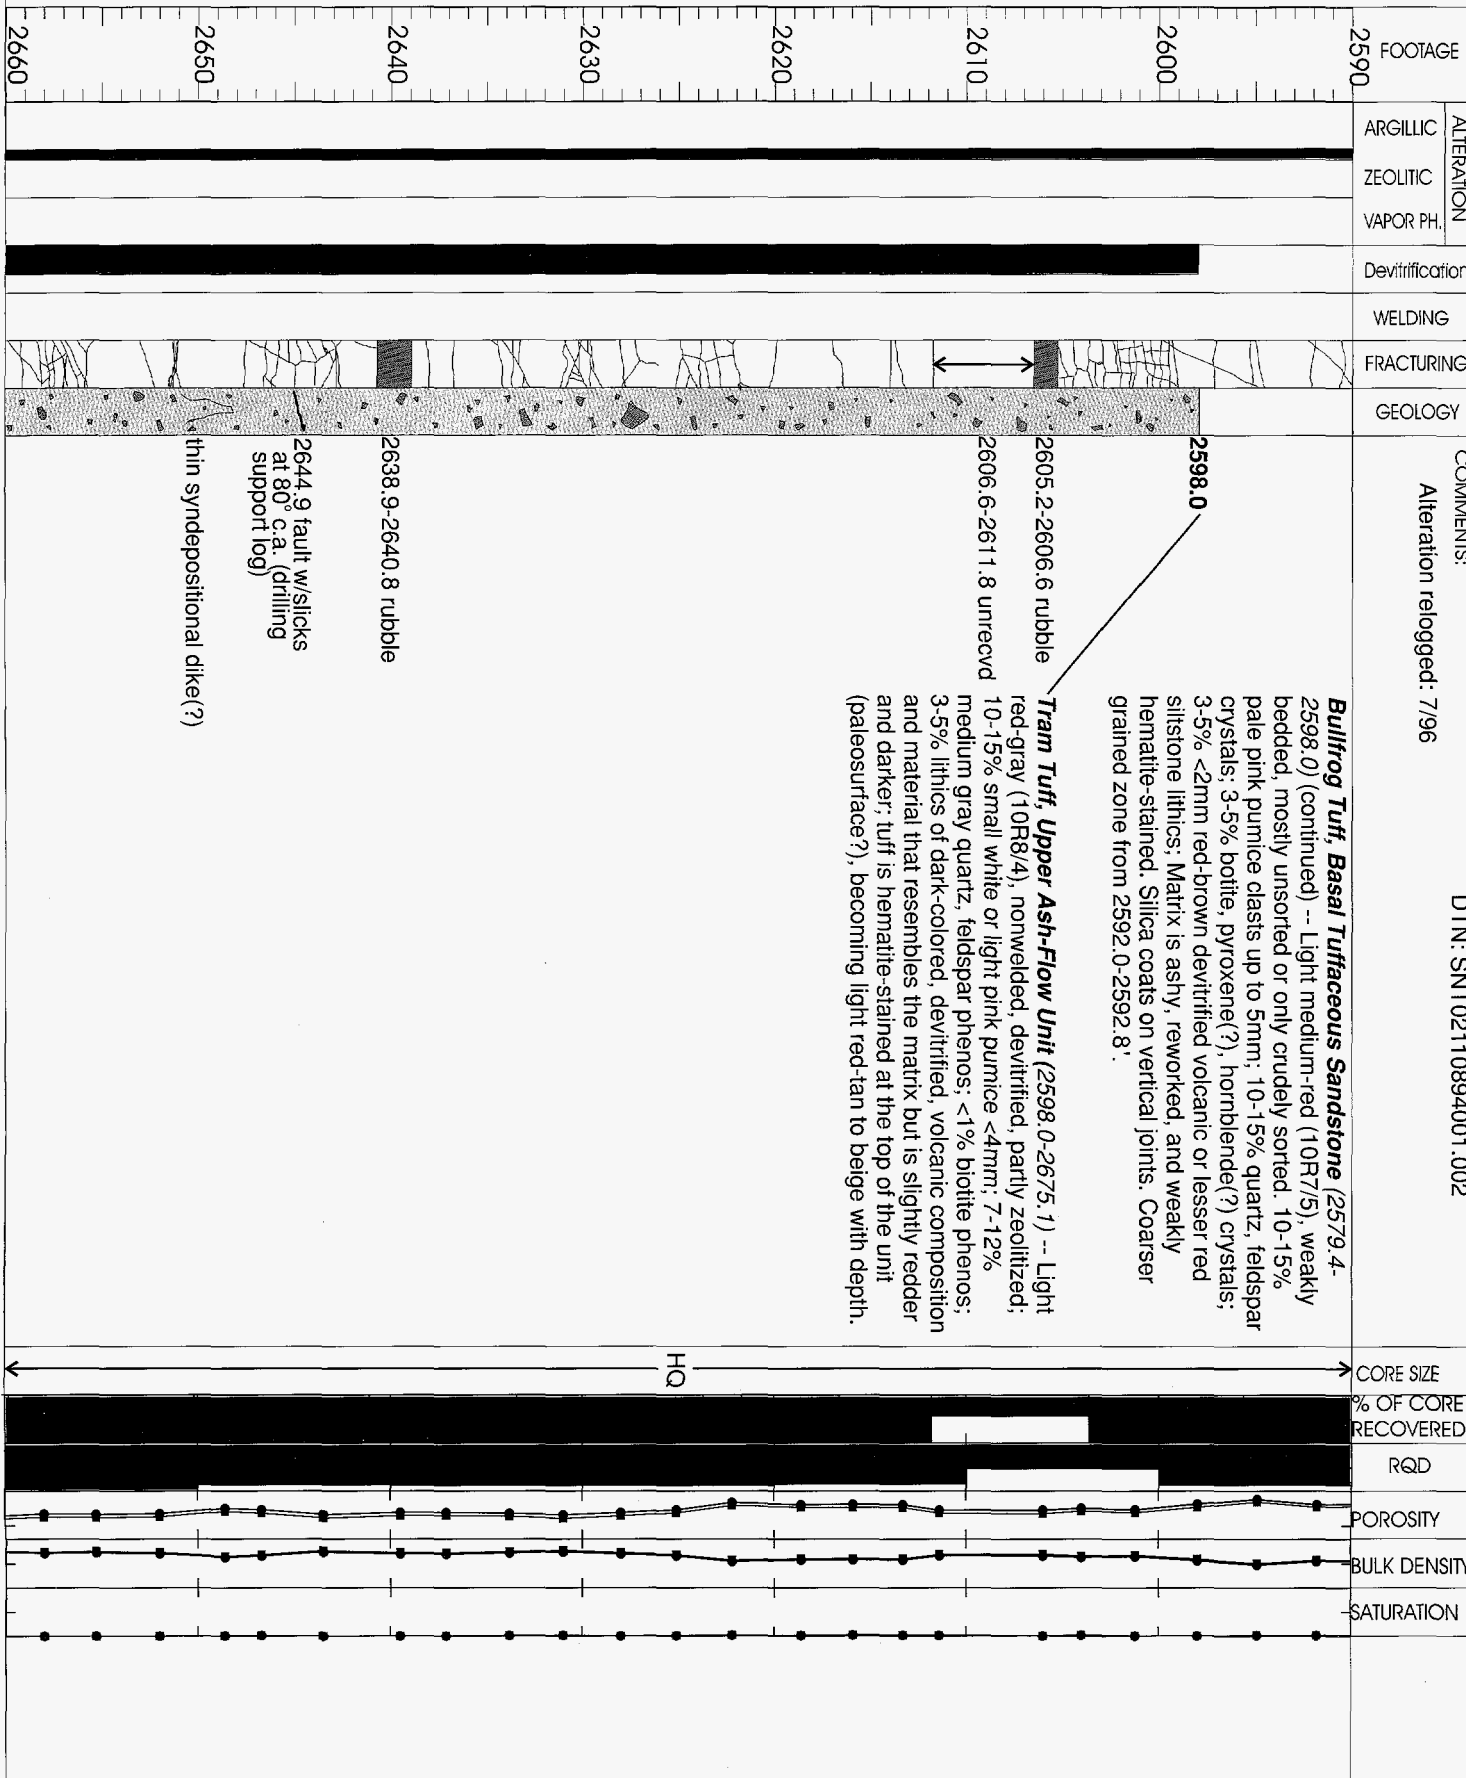 COMMENTS:
DTN: SNT02110894001.002
Alteration relogged: 7/96
FOOTAGE
ALTERATION
ARGILLIC
ZEOLITIC
VAPOR PH.
Devitrification
WELDING
FRACTURING
GEOLOGY
CORE SIZE
% OF CORE
RECOVERED
RQD
POROSITY
BULK DENSITY
SATURATION
2590
2600
2610
2620
2630
2640
2650
2660
Bullfrog Tuff, Basal Tuffaceous Sandstone (2579.4-
2598.0) (continued) -- Light medium-red (10R7/5), weakly
bedded, mostly unsorted or only crudely sorted. 10-15%
pale pink pumice clasts up to 5mm; 10-15% quartz, feldspar
crystals; 3-5% botite, pyroxene(?), hornblende(?) crystals;
3-5% <2mm red-brown devitrified volcanic or lesser red
siltstone lithics; Matrix is ashy, reworked, and weakly
hematite-stained. Silica coats on vertical joints. Coarser
grained zone from 2592.0-2592.8'.
2598.0
Tram Tuff, Upper Ash-Flow Unit (2598.0-2675.1) -- Light
red-gray (10R8/4), nonwelded, devitrified, partly zeolitized;
10-15% small white or light pink pumice <4mm; 7-12%
medium gray quartz, feldspar phenos; <1% biotite phenos;
3-5% lithics of dark-colored, devitrified, volcanic composition
and material that resembles the matrix but is slightly redder
and darker; tuff is hematite-stained at the top of the unit
(paleosurface?), becoming light red-tan to beige with depth.
2605.2-2606.6 rubble
2606.6-2611.8 unrecvd
2638.9-2640.8 rubble
2644.9 fault w/slicks
at 80° c.a. (drilling
support log)
thin syndepositional dike(?)
HQ